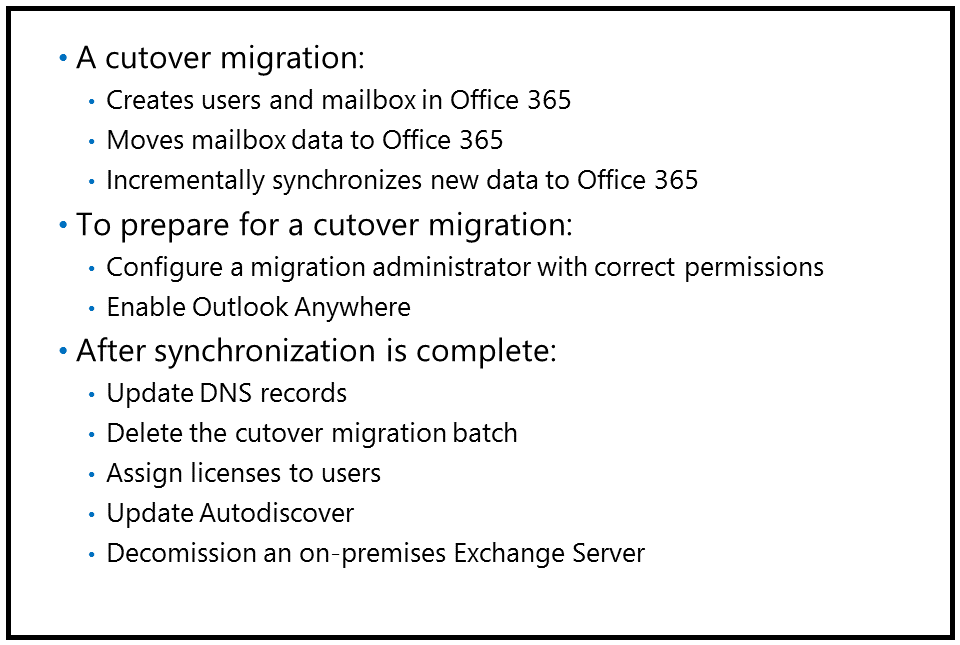 • A cutover migration:
• Creates users and mailbox in Office 365
• Moves mailbox data to Office 365
• Incrementally synchronizes new data to Office 365
• To prepare for a cutover migration:
• Configure a migration administrator with correct permissions
• Enable Outlook Anywhere
• After synchronization is complete:
• Update DNS records
• Delete the cutover migration batch
• Assign licenses to users
• Update Autodiscover
• Decomission an on-premises Exchange Server